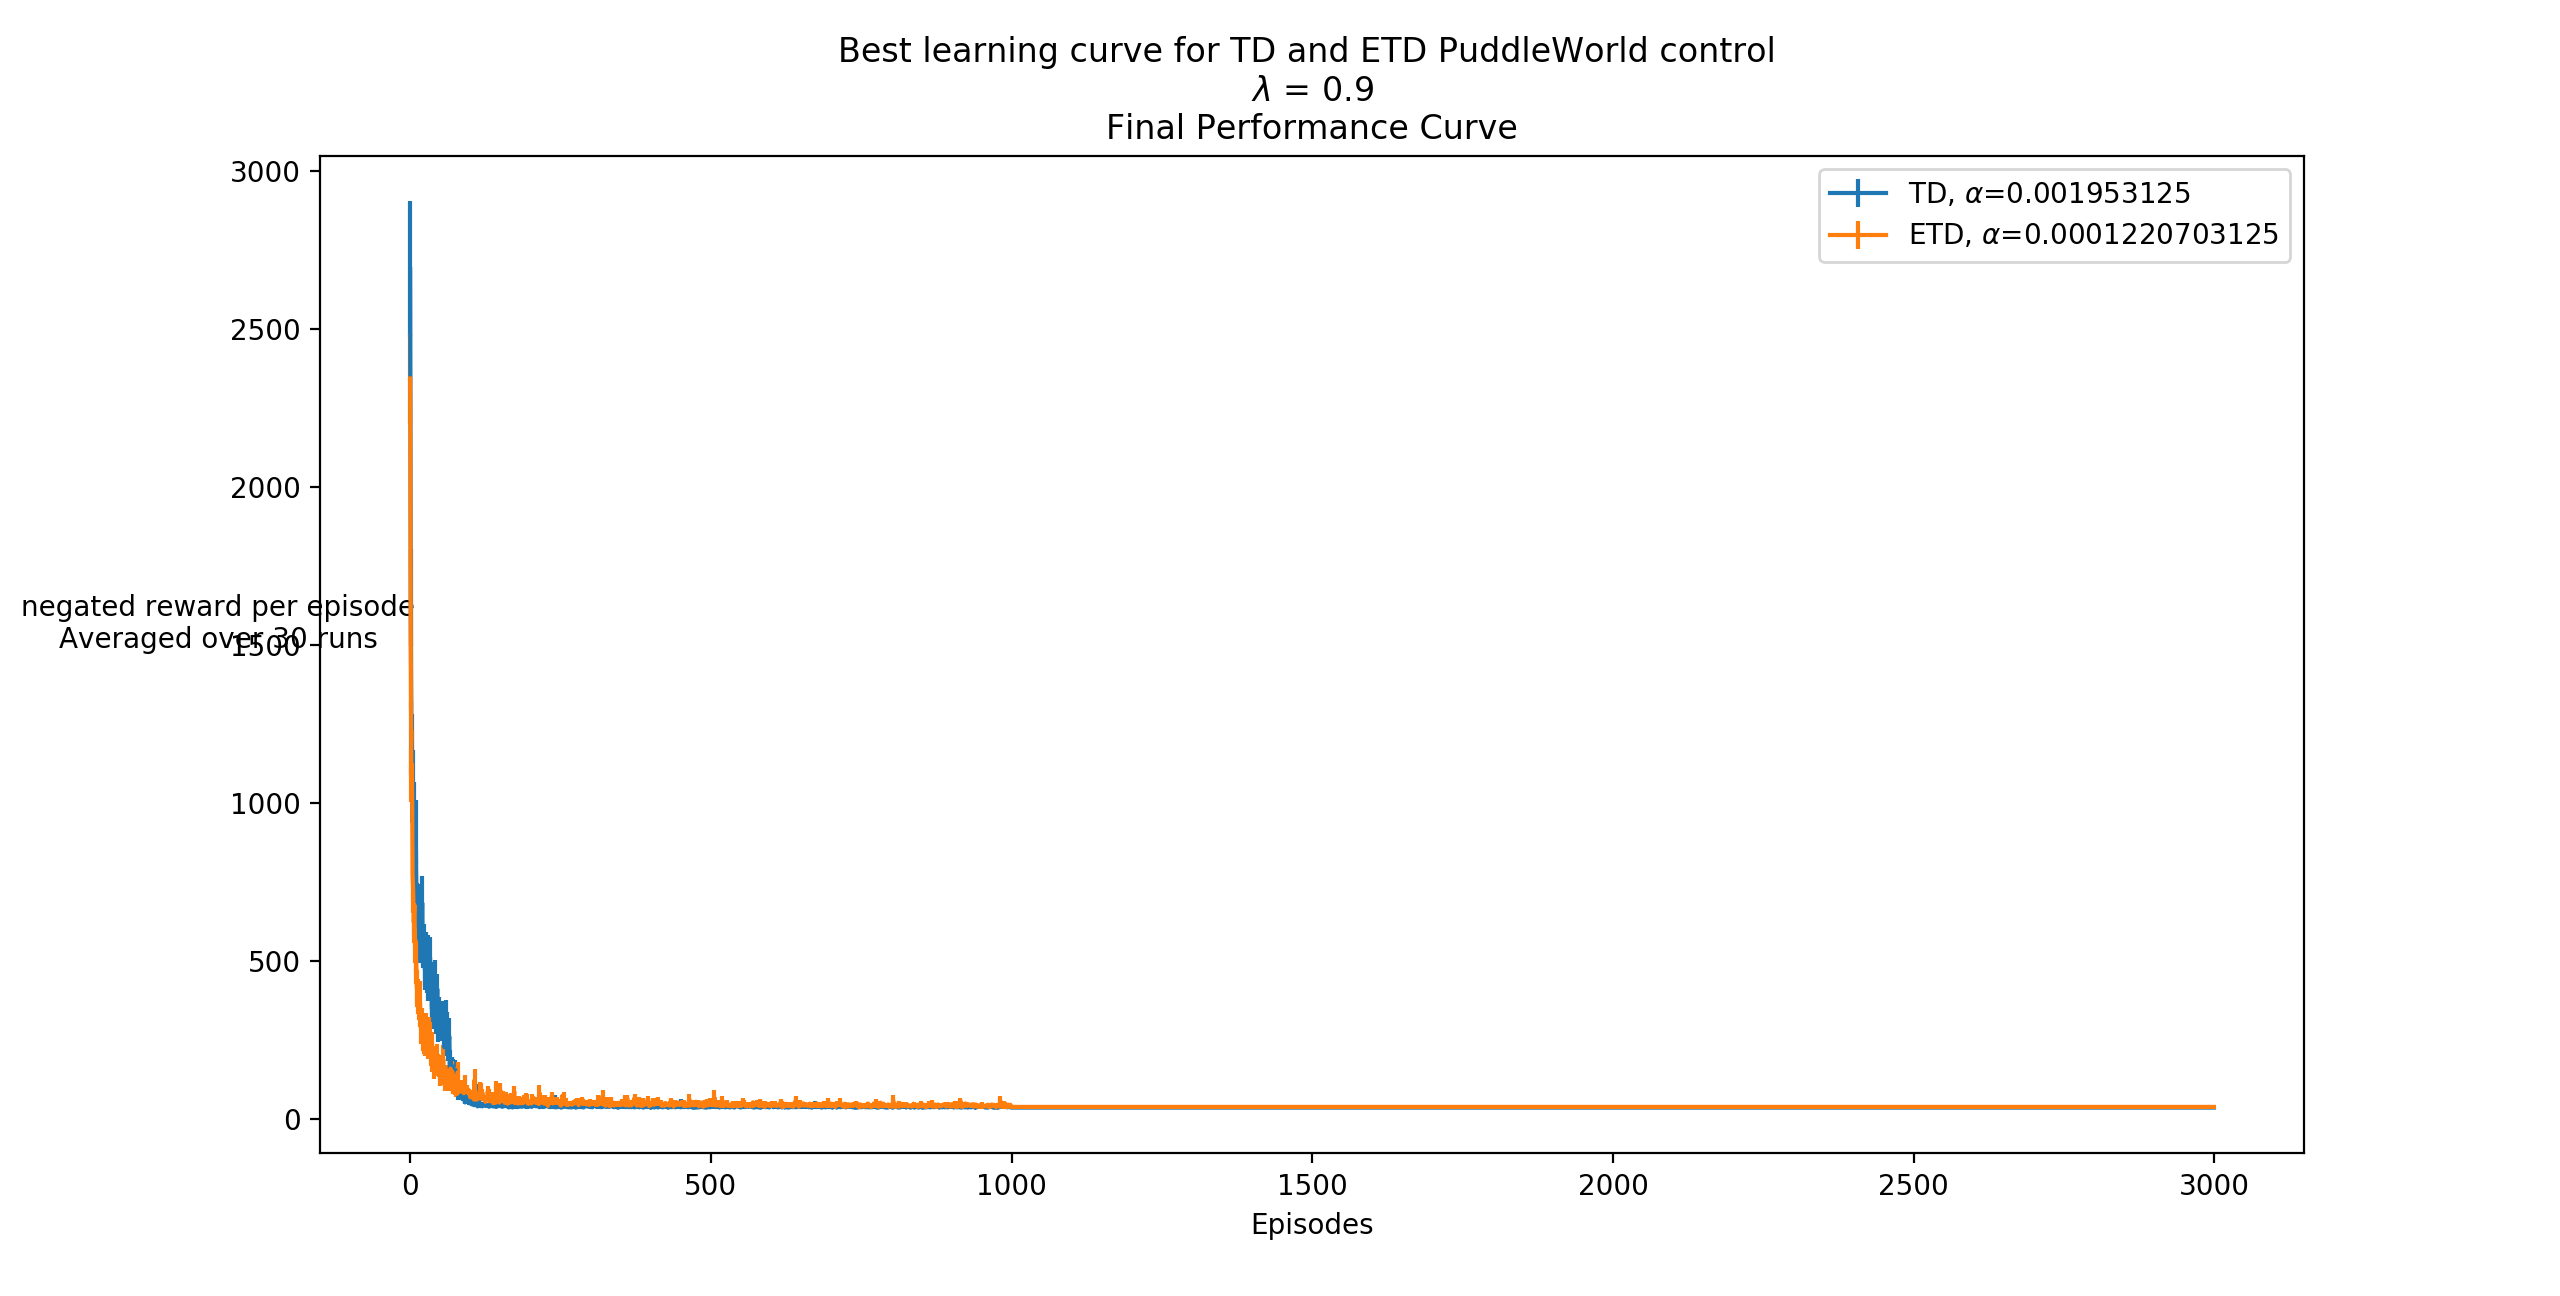 Best learning curve for TD and ETD PuddleWorld control
λ = 0.9
Final Performance Curve
3000
2500
2000
1500
1000
500
0
negated reward per episode
Averaged over 30 runs
TD, α=0.001953125
ETD, α=0.0001220703125
0
500
1000
1500
2000
2500
3000
Episodes